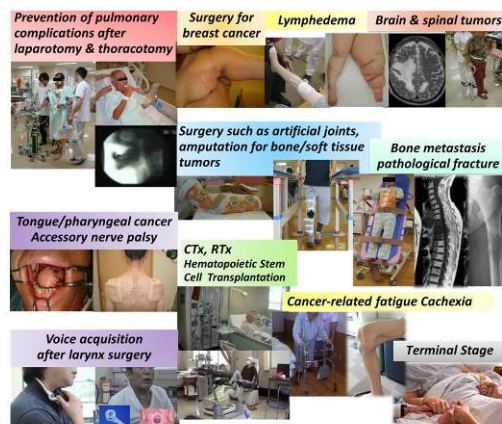 Prevention of pulmonary
complications after
laparotomy & thoracotomy
Surgery for
breast cancer
Lymphedema
Brain & spinal tumors
Surgery such as artificial joints,
amputation for bone/soft tissue
tumors
Bone metastasis
pathological fracture
Tongue/pharyngeal cancer
Accessory nerve palsy
CTx, RTx
Hematopoietic Stem
Cell Transplantation
Cancer-related fatigue Cachexia
Voice acquisition
after larynx surgery
Terminal Stage